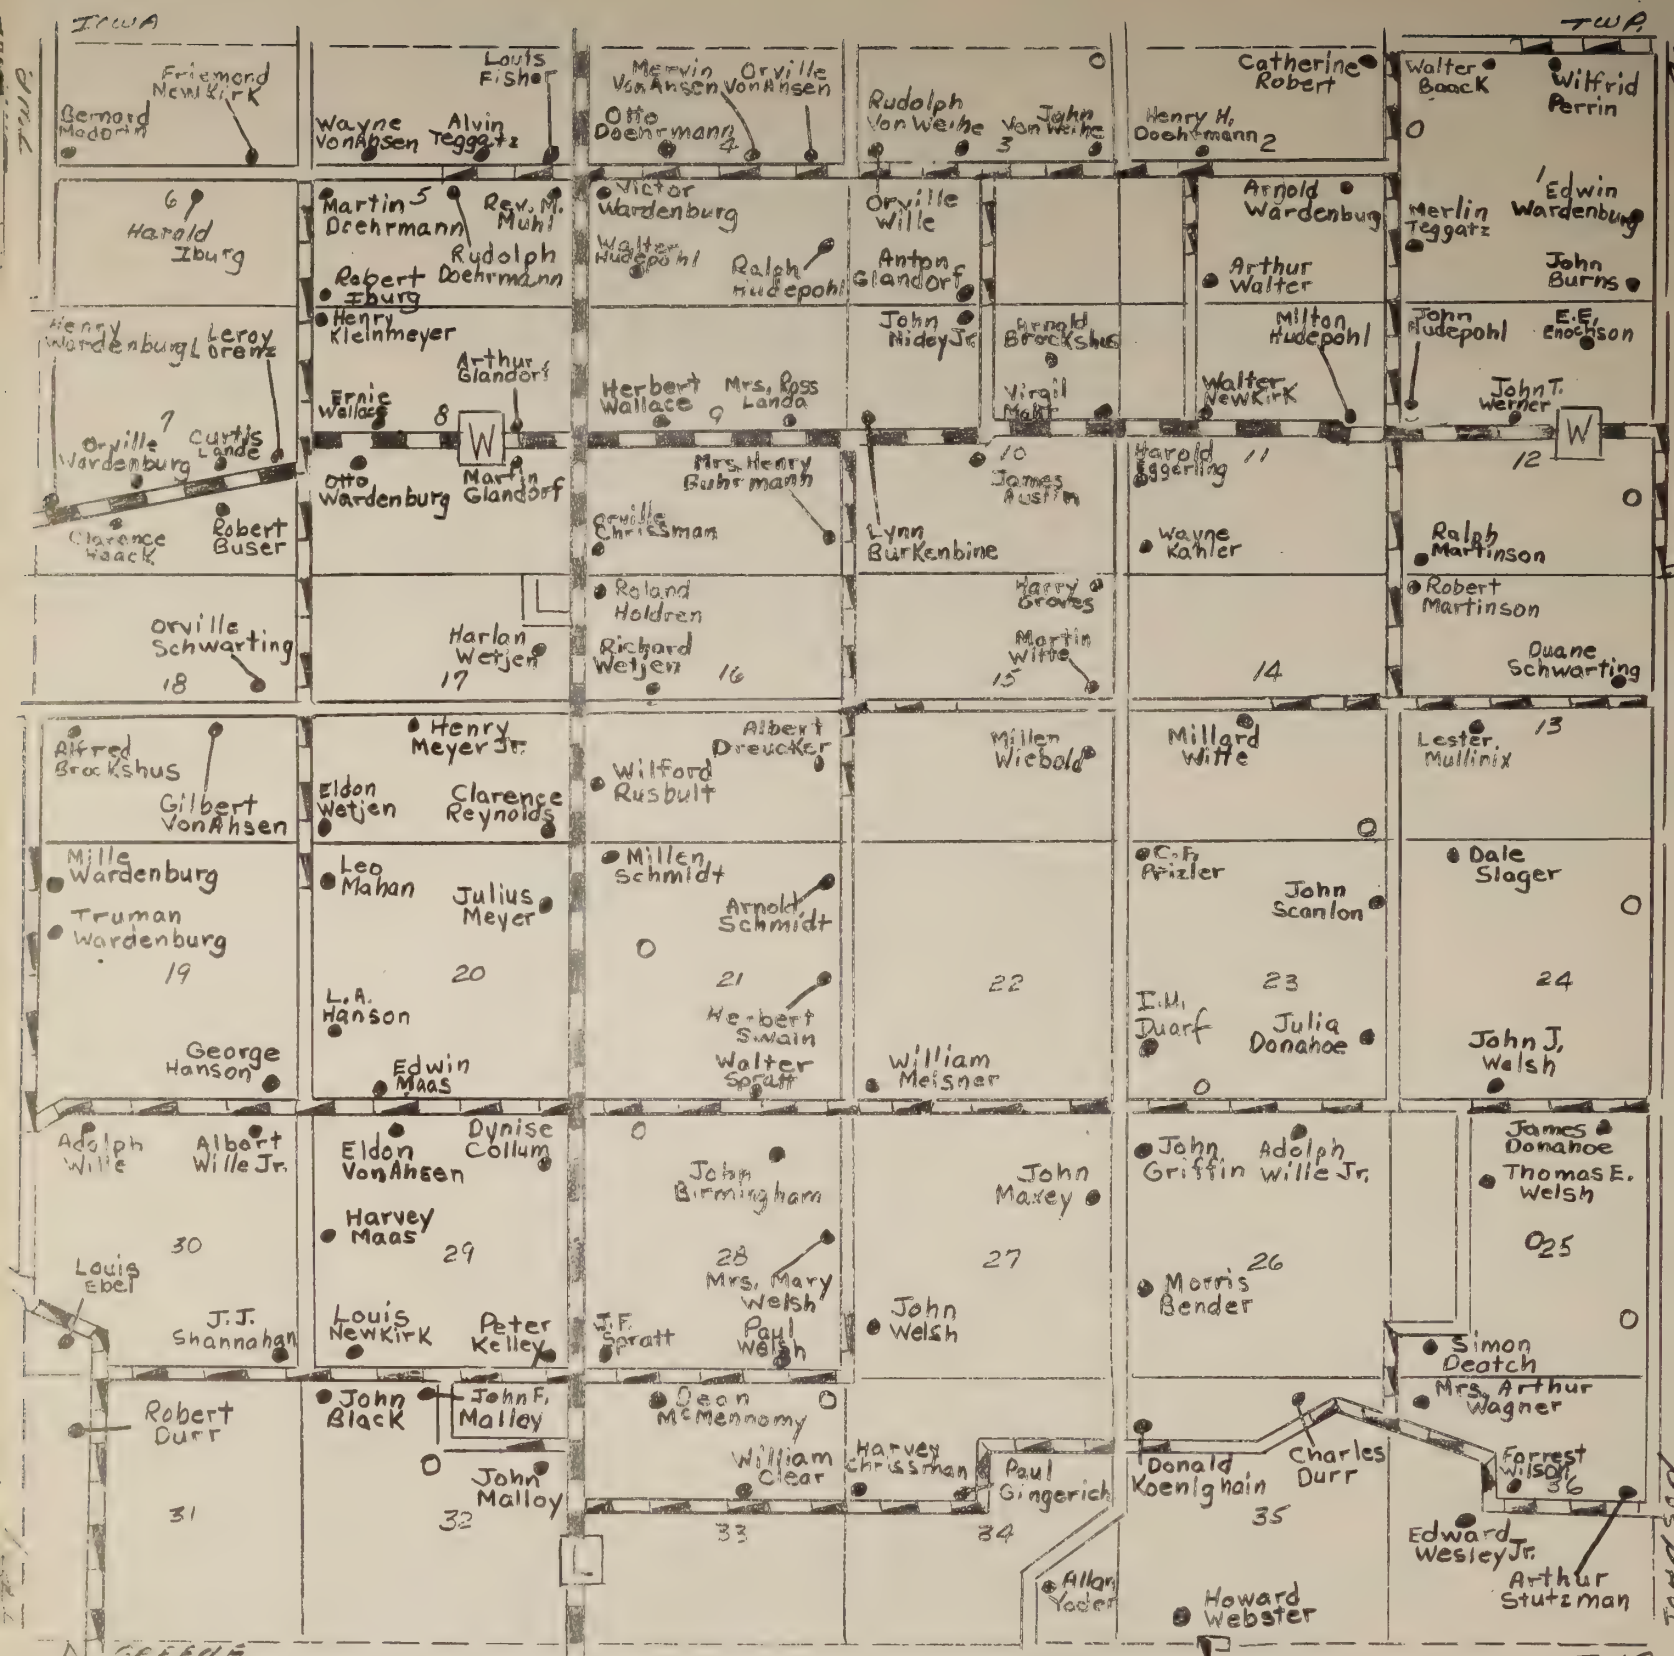 IOWA
TWP.
Friemond
NewKirK
Bernard
Madorin
Louis
Fisher
Wayne
VonAhsen
Alvin
Teggatz
Mervin
VonAhsen
Orville
VonAhsen
Otto
Doehrmann
4
Rudolph
Von Weihe
John
Von Weihe
3
Catherine
Robert
Henry H.
Doehrmann
2
Walter
Baack
Wilfrid
Perrin
6
Harold
Iburg
Martin
Doehrmann
5
Rev. M.
Muhl
Rudolph
Doehrmann
Robert
Iburg
Victor
Wardenburg
Walter
Hudepohl
Ralph
Hudepohl
Orville
Wille
Anton
Glandorf
Arnold
Wardenburg
Arthur
Walter
1
Edwin
Wardenburg
Merlin
Teggatz
John
Burns
Henry
Wardenburg
Leroy
Lorenz
7
Orville
Wardenburg
Curtis
Lande
Henry
Kleinmeyer
Arthur
Glandorf
Ernie
Wallace
8
W
Herbert
Wallace
9
Mrs. Ross
Landa
John
Nidey Jr.
Arnold
Brockshus
Virgil
Milton
Hudepohl
Walter
NewKirK
John
Hudepohl
E.E.
Enochson
John T.
Werner
W
Clarence
Haack
Robert
Buser
Otto
Wardenburg
Martin
Glandorf
Mrs. Henry
Buhrmann
Orville
Chrissman
Lynn
BurKenbine
10
James
Austin
Harold
Eggerling
11
Wayne
Kahler
12
Ralph
Martinson
Orville
Schwarting
18
Harlan
Wetjen
17
L
Roland
Holdren
Richard
Wetjen
16
Harry
Groves
Martin
Witte
15
14
Robert
Martinson
Duane
Schwarting
Alfred
Brockshus
Gilbert
VonAhsen
Henry
Meyer Jr.
Eldon
Wetjen
Clarence
Reynolds
Albert
Dreucker
Wilford
Rusbult
Millen
Wiebold
Millard
Witte
13
Lester
Mullinix
Mille
Wardenburg
Truman
Wardenburg
19
George
Hanson
Leo
Mahan
Julius
Meyer
20
L.A.
Hanson
Edwin
Maas
Millen
Schmidt
Arnold
Schmidt
21
Herbert
Swain
Walter
Spratt
22
William
Meisner
C.F.
Prizler
John
Scanlon
23
I.M.
Duarf
Julia
Donahoe
Dale
Slager
24
John J.
Welsh
Adolph
Wille
Albert
Wille Jr.
30
Louis
Ebel
J.J.
Shannahan
Eldon
VonAhsen
Dynise
Collum
Harvey
Maas
29
Louis
NewKirK
Peter
Kelley
John
Birmingham
28
Mrs. Mary
Welsh
J.F.
Spratt
Paul
Welsh
John
Maxey
27
John
Welsh
John
Griffin
Adolph
Wille Jr.
26
Morris
Bender
James
Donahoe
Thomas E.
Welsh
25
Simon
Deatch
Robert
Durr
31
John
Black
John F.
Malloy
John
Malloy
32
L
Dean
McMennomy
William
Clear
33
Harvey
Chrissman
Paul
Gingerich
34
Allan
Yoder
Donald
Koenighain
Charles
Durr
35
Howard
Webster
Mrs. Arthur
Wagner
Forrest
Wilson
36
Edward
Wesley Jr.
Arthur
Stutzman
GREENE